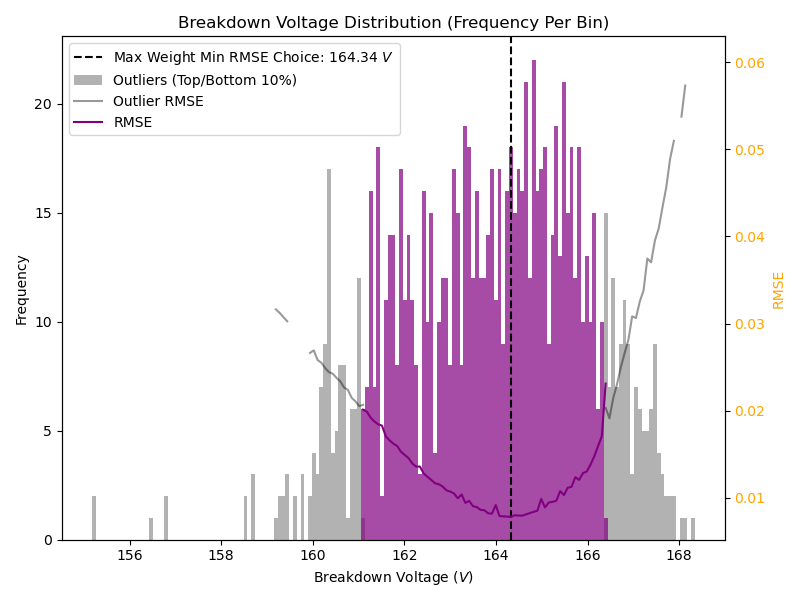 Breakdown Voltage Distribution (Frequency Per Bin)
Max Weight Min RMSE Choice: 164.34 V
Outliers (Top/Bottom 10%)
Outlier RMSE
RMSE
Frequency
20
15
10
5
0
0.06
0.05
0.04
0.03
0.02
0.01
RMSE
156 158 160 162 164 166 168
Breakdown Voltage (V)